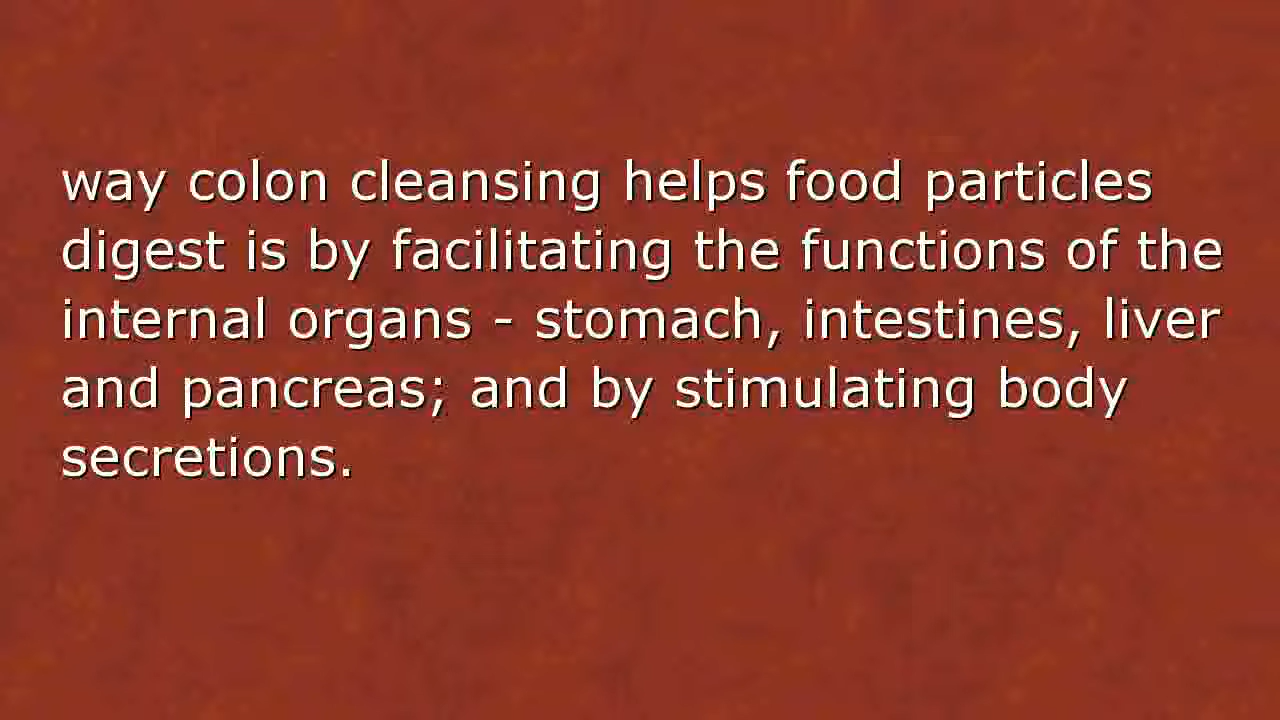 way colon cleansing helps food particles
digest is by facilitating the functions of the
internal organs - stomach, intestines, liver
and pancreas; and by stimulating body
secretions.